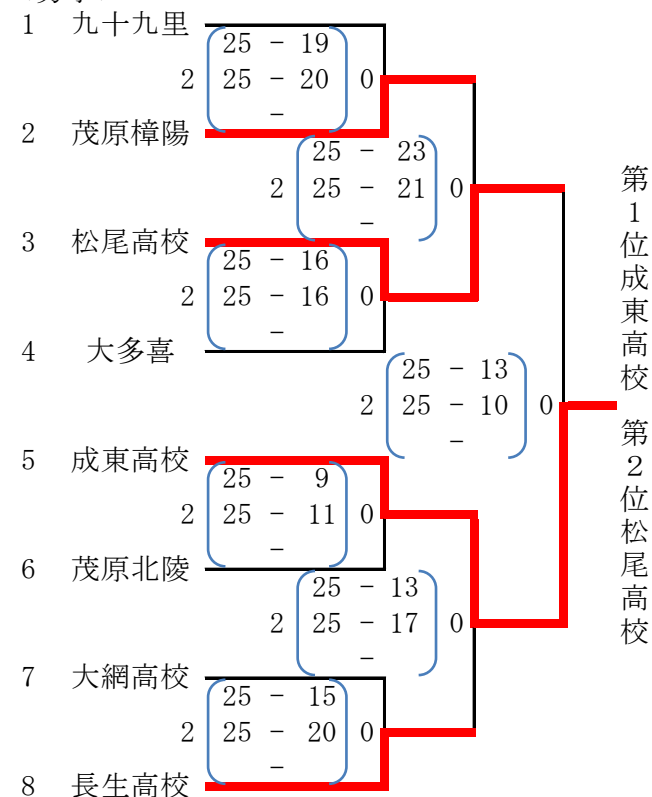 1 九十九里
25 - 19
2 25 - 20 0
-
2 茂原樟陽
25 - 23
2 25 - 21 0
-
3 松尾高校
25 - 16
2 25 - 16 0
-
4 大多喜
25 - 13
2 25 - 10 0
-
5 成東高校
25 - 9
2 25 - 11 0
-
6 茂原北陵
25 - 13
2 25 - 17 0
-
7 大網高校
25 - 15
2 25 - 20 0
-
8 長生高校
第1位成東高校 第2位松尾高校